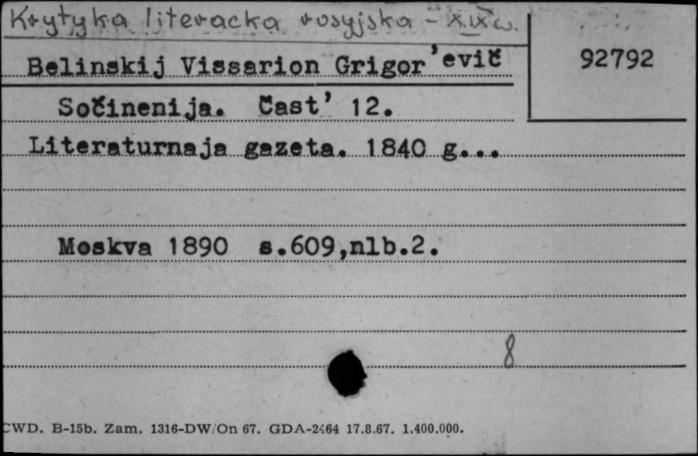 Krytyka literacka rosyjska - XIX w.
Belinskij Vissarion Grigor'evič
92792
Sočinenija. Čast' 12.
Literaturnaja gazeta. 1840 g...
Moskva 1890 s.609,nlb.2.
8
CWD. B-15b. Zam. 1316-DW/On 67. GDA-2464 17.8.67. 1.400.000.